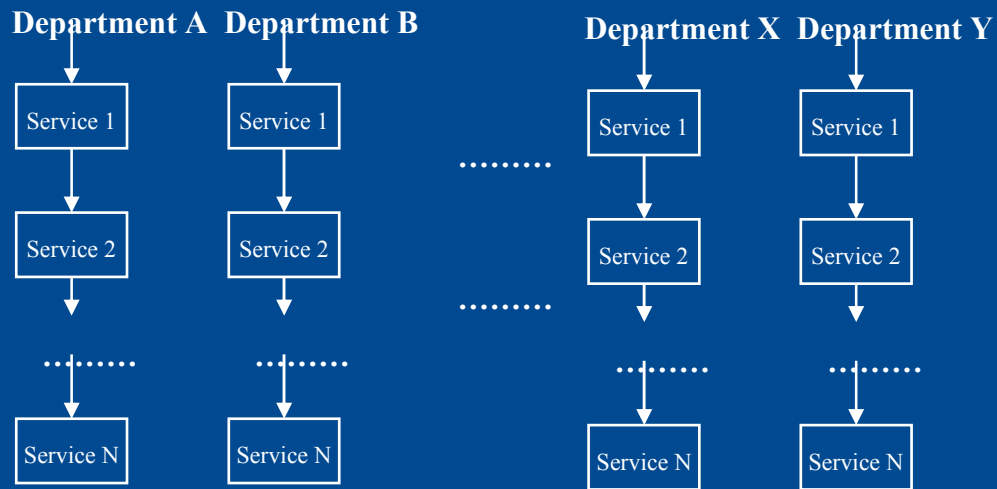 Department A Department B Department X Department Y
Service 1 Service 1 Service 1 Service 1
.........
Service 2 Service 2 Service 2 Service 2
.........
......... ......... ......... .........
Service N Service N Service N Service N